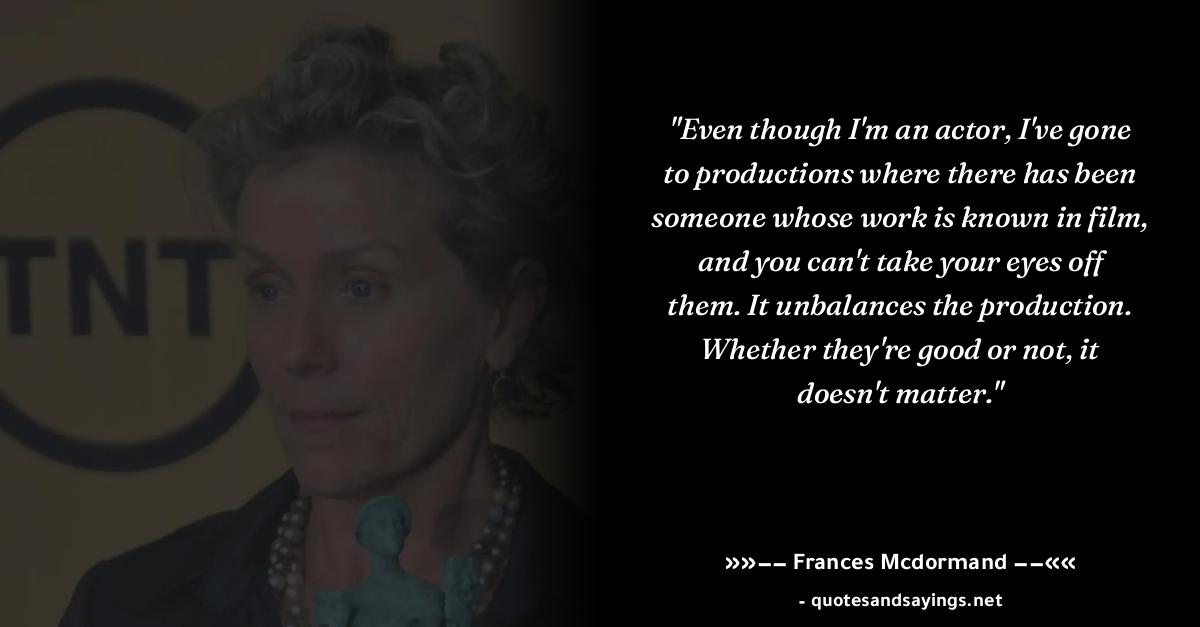 TNT
"Even though I'm an actor, I've gone
to productions where there has been
someone whose work is known in film,
and you can't take your eyes off
them. It unbalances the production.
Whether they're good or not, it
doesn't matter."
»»–– Frances Mcdormand ––««
- quotesandsayings.net